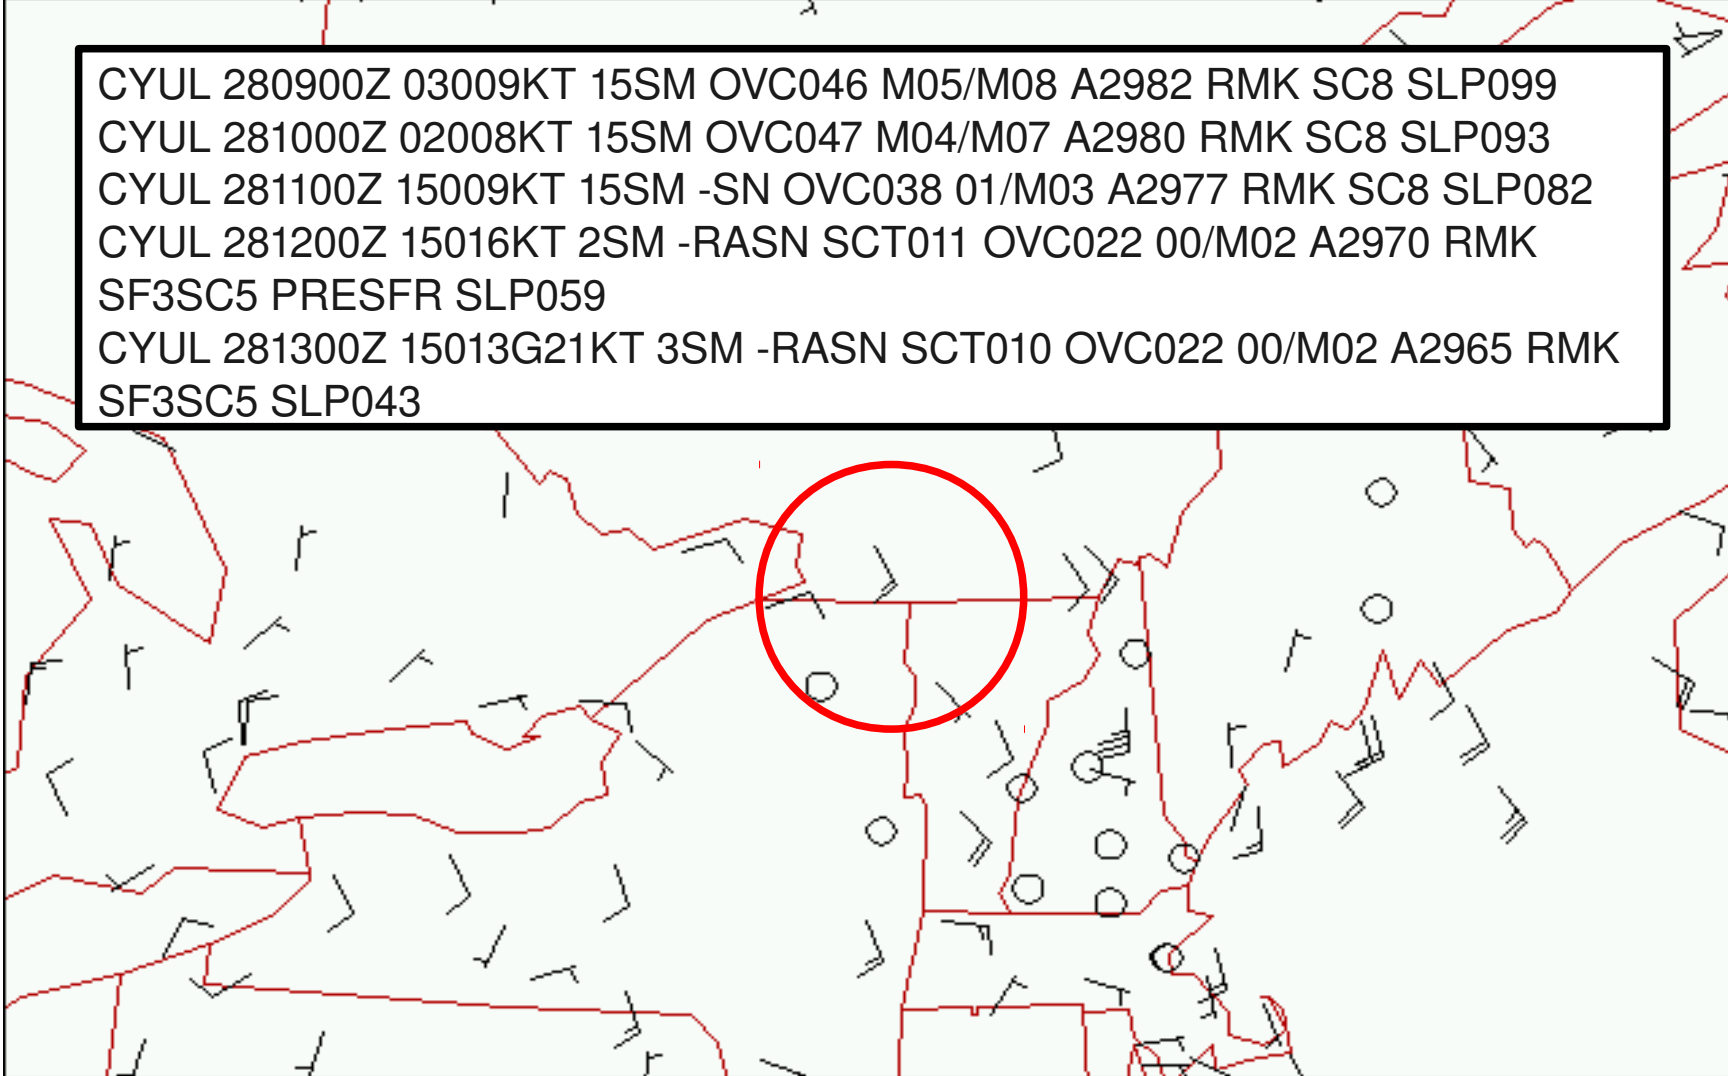 CYUL 280900Z 03009KT 15SM OVC046 M05/M08 A2982 RMK SC8 SLP099
CYUL 281000Z 02008KT 15SM OVC047 M04/M07 A2980 RMK SC8 SLP093
CYUL 281100Z 15009KT 15SM -SN OVC038 01/M03 A2977 RMK SC8 SLP082
CYUL 281200Z 15016KT 2SM -RASN SCT011 OVC022 00/M02 A2970 RMK
SF3SC5 PRESFR SLP059
CYUL 281300Z 15013G21KT 3SM -RASN SCT010 OVC022 00/M02 A2965 RMK
SF3SC5 SLP043